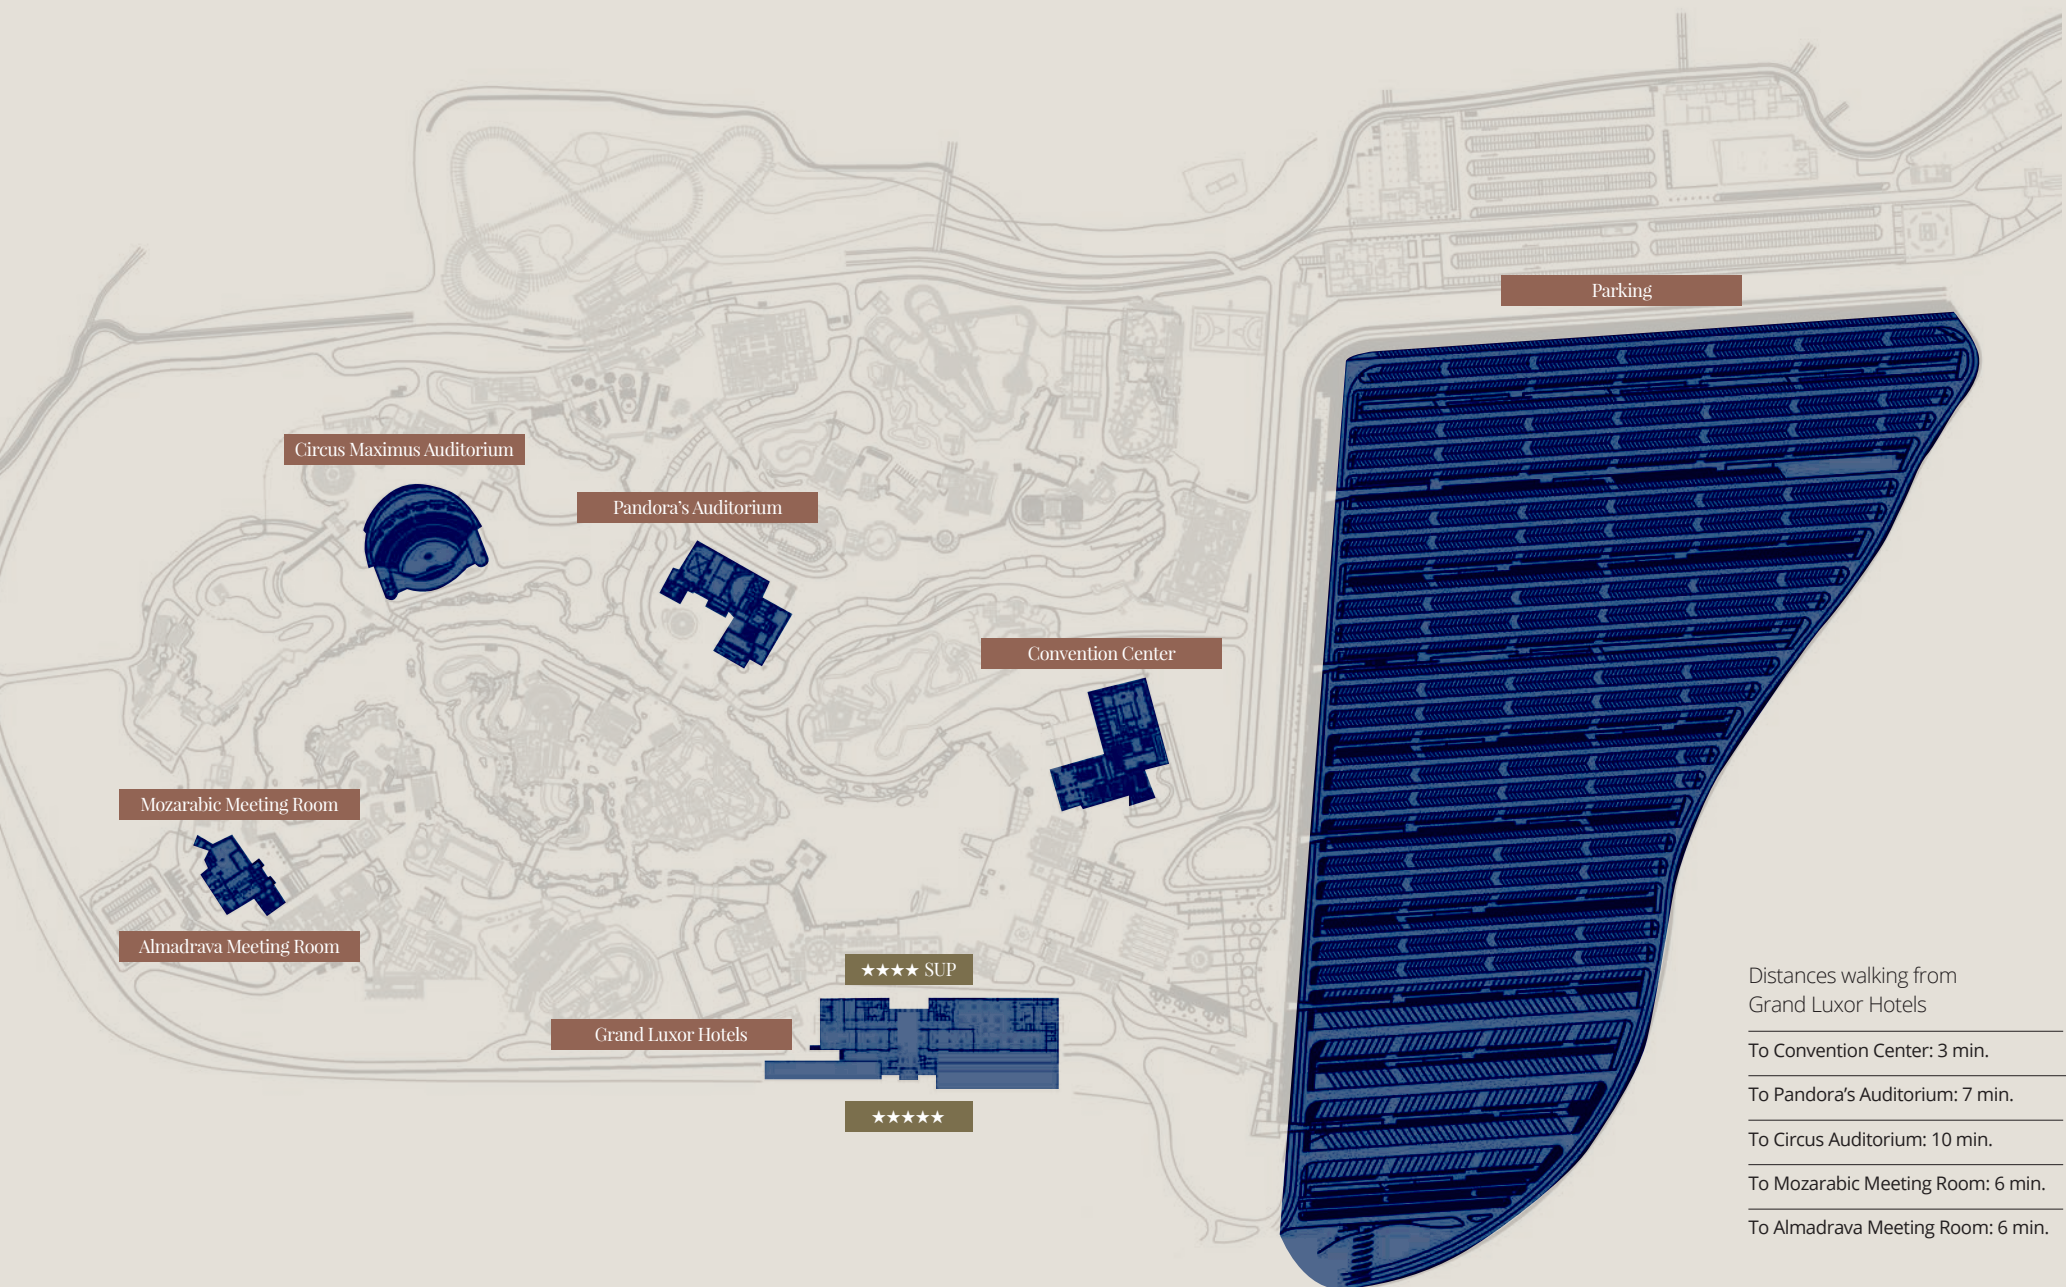 Parking
Circus Maximus Auditorium
Pandora's Auditorium
Convention Center
Mozarabic Meeting Room
Almadrava Meeting Room
★★★★ SUP
Grand Luxor Hotels
★★★★★
Distances walking from
Grand Luxor Hotels
To Convention Center: 3 min.
To Pandora's Auditorium: 7 min.
To Circus Auditorium: 10 min.
To Mozarabic Meeting Room: 6 min.
To Almadrava Meeting Room: 6 min.